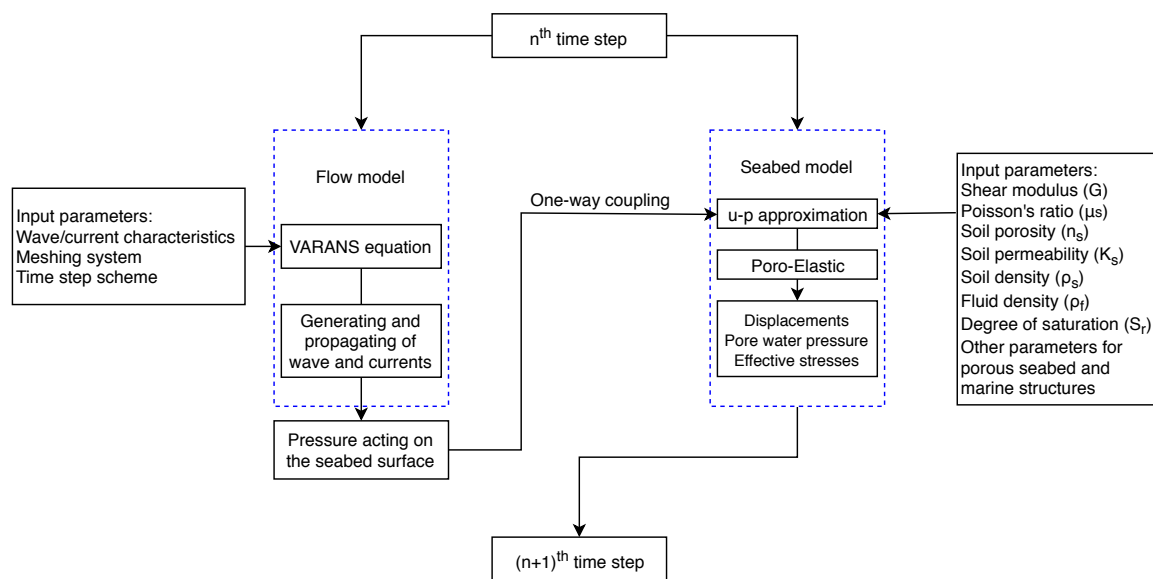 nth time step
Flow model
Input parameters:
Wave/current characteristics
Meshing system
Time step scheme
VARANS equation
Generating and
propagating of
wave and currents
Pressure acting on
the seabed surface
One-way coupling
Seabed model
u-p approximation
Poro-Elastic
Displacements
Pore water pressure
Effective stresses
Input parameters:
Shear modulus (G)
Poisson's ratio (μs)
Soil porosity (ns)
Soil permeability (Ks)
Soil density (ρs)
Fluid density (ρf)
Degree of saturation (Sr)
Other parameters for
porous seabed and
marine structures
(n+1)th time step